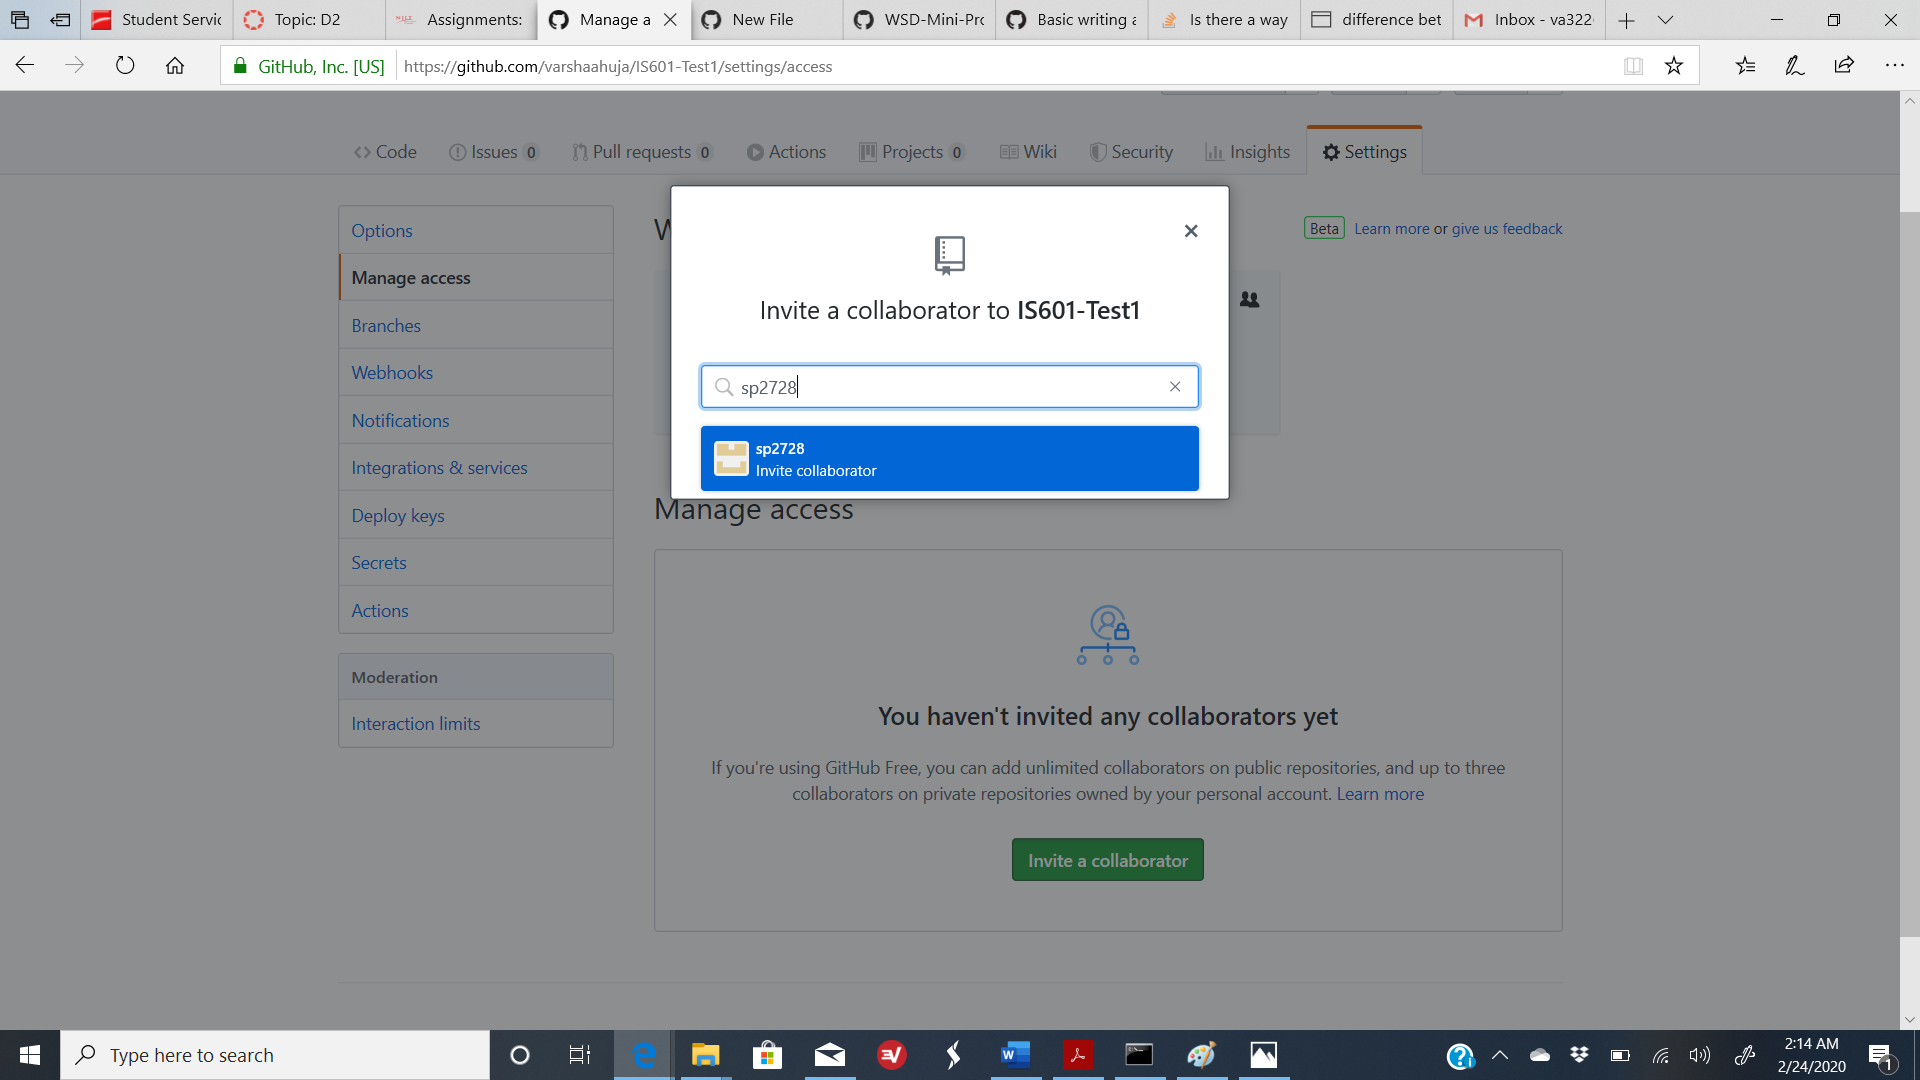 Student Servic
Topic: D2
Assignments:
Manage a
New File
WSD-Mini-Pro
Basic writing a
Is there a way
difference bet
Inbox - va322
GitHub, Inc. [US]
https://github.com/varshaahuja/IS601-Test1/settings/access
Code
Issues 0
Pull requests 0
Actions
Projects 0
Wiki
Security
Insights
Settings
Options
Manage access
Branches
Webhooks
Notifications
Integrations & services
Deploy keys
Secrets
Actions
Moderation
Interaction limits
W
Beta Learn more or give us feedback
Invite a collaborator to IS601-Test1
sp2728
sp2728
Invite collaborator
Manage access
You haven't invited any collaborators yet
If you're using GitHub Free, you can add unlimited collaborators on public repositories, and up to three
collaborators on private repositories owned by your personal account. Learn more
Invite a collaborator
Type here to search
2:14 AM
2/24/2020
1